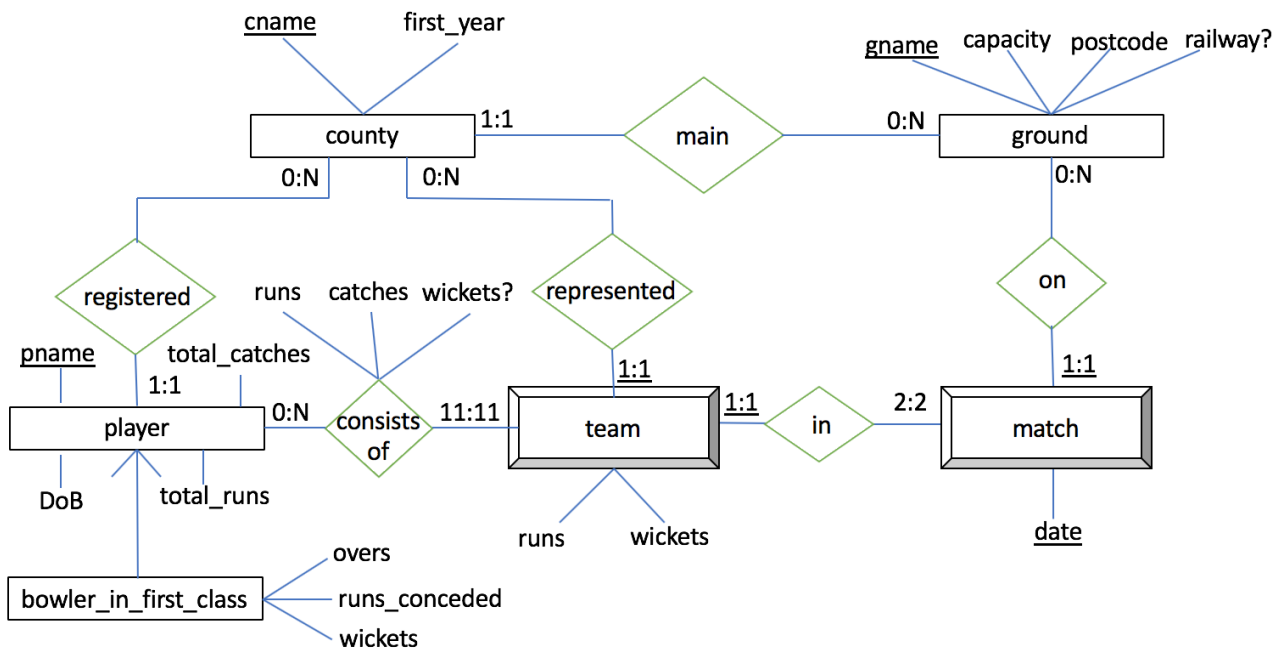 cname
first_year
gname
capacity
postcode
railway?
county
1:1
main
0:N
ground
0:N
0:N
0:N
registered
runs
catches
wickets?
represented
on
pname
total_catches
1:1
1:1
1:1
player
0:N
consists
of
11:11
team
1:1
in
2:2
match
DoB
total_runs
runs
wickets
date
overs
bowler_in_first_class
runs_conceded
wickets